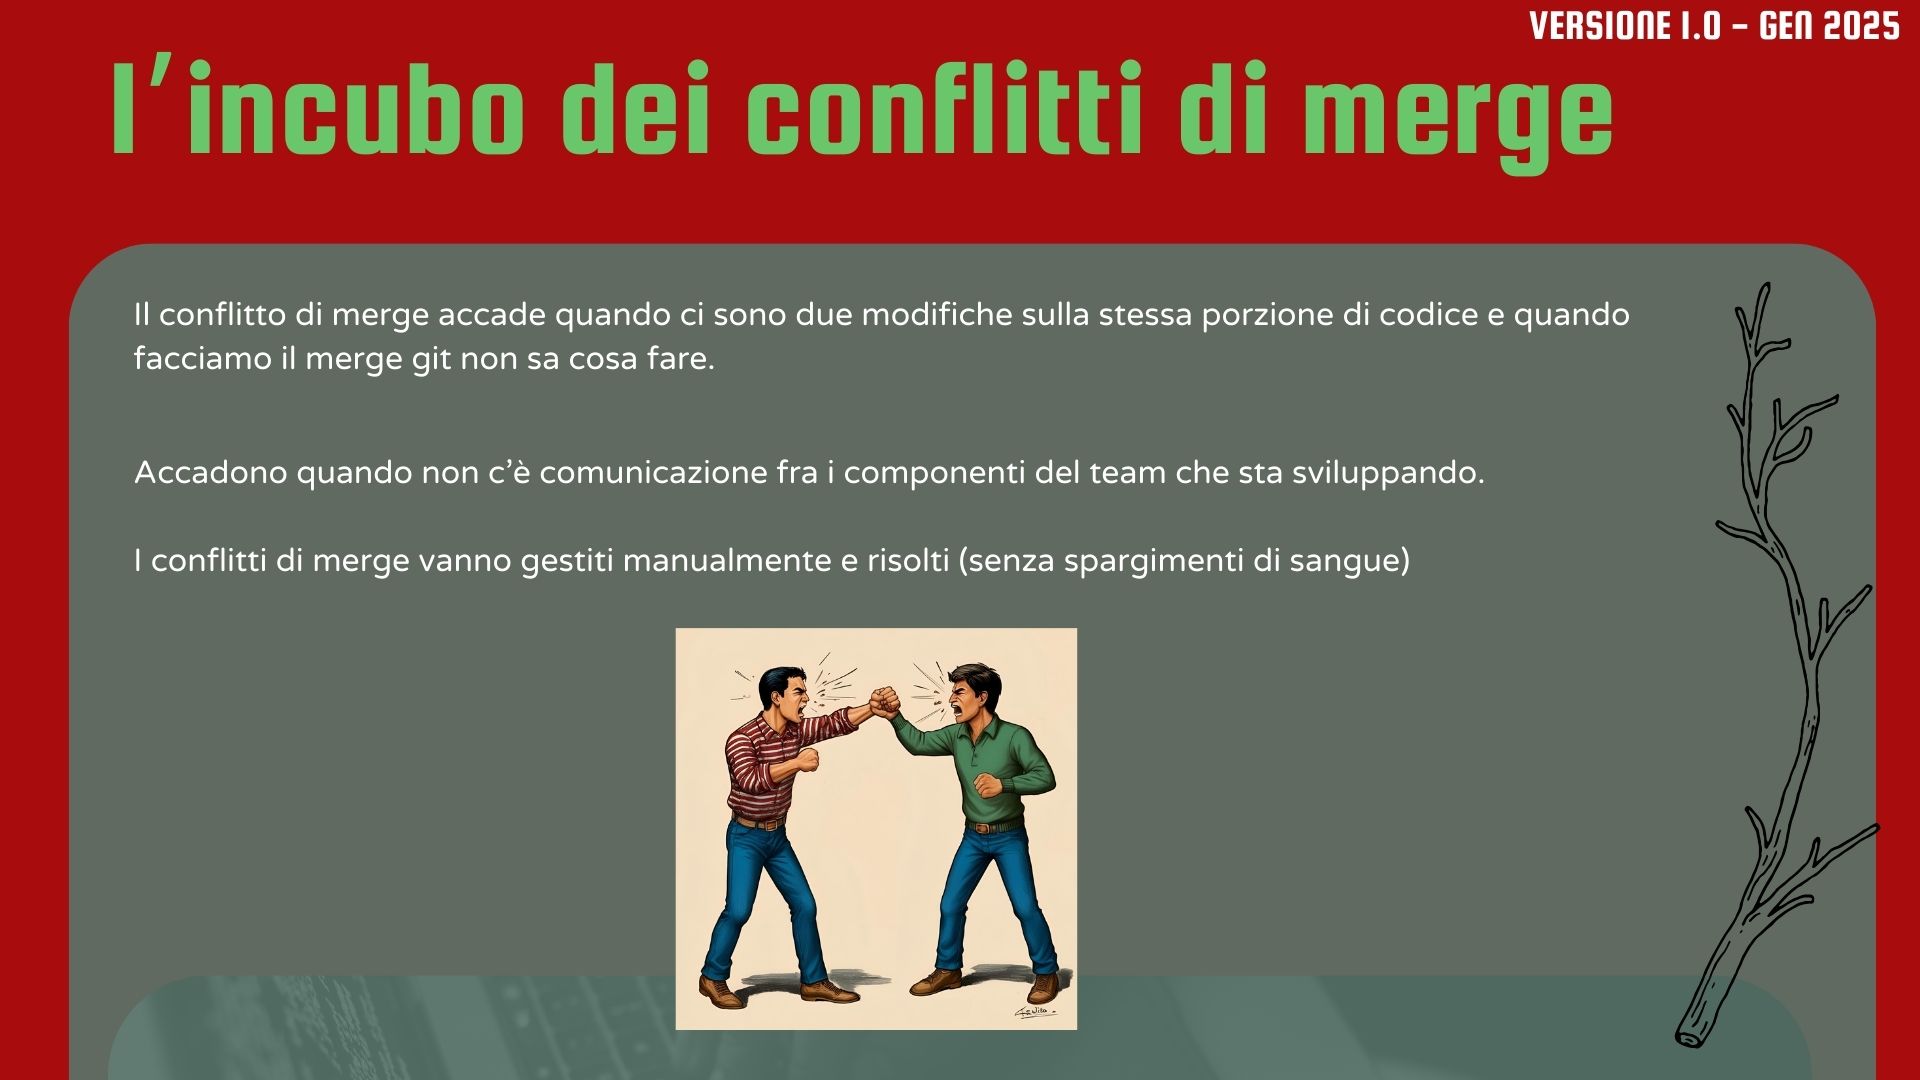 VERSIONE 1.0 - GEN 2025
l'incubo dei conflitti di merge
Il conflitto di merge accade quando ci sono due modifiche sulla stessa porzione di codice e quando
facciamo il merge git non sa cosa fare.
Accadono quando non c’è comunicazione fra i componenti del team che sta sviluppando.
I conflitti di merge vanno gestiti manualmente e risolti (senza spargimenti di sangue)